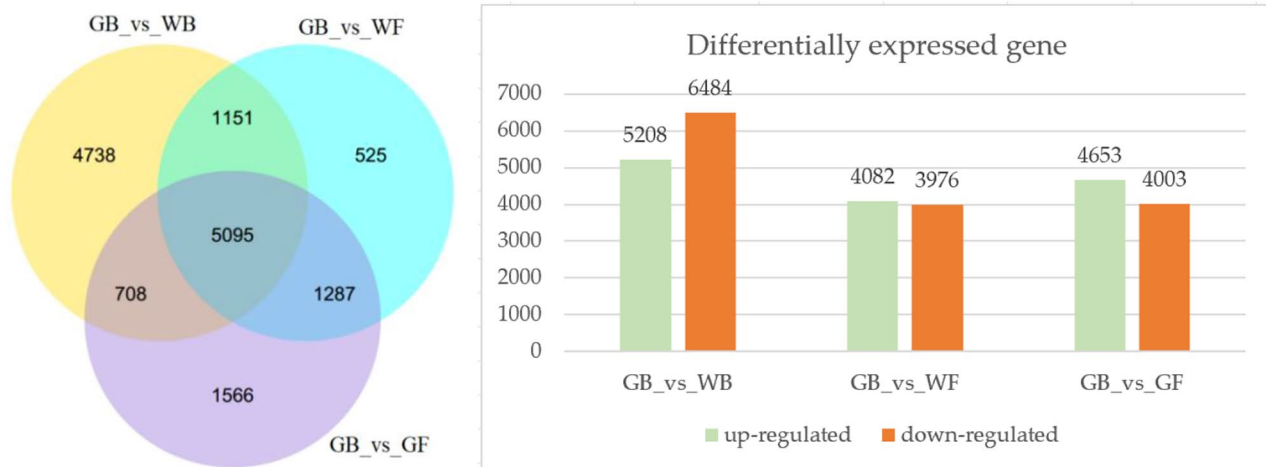 GB_vs_WB
GB_vs_WF
1151
4738
525
5095
708
1287
1566
GB_vs_GF
Differentially expressed gene
7000
6000
5000
4000
3000
2000
1000
0
5208
6484
4082
3976
4653
4003
GB_vs_WB
GB_vs_WF
GB_vs_GF
up-regulated
down-regulated